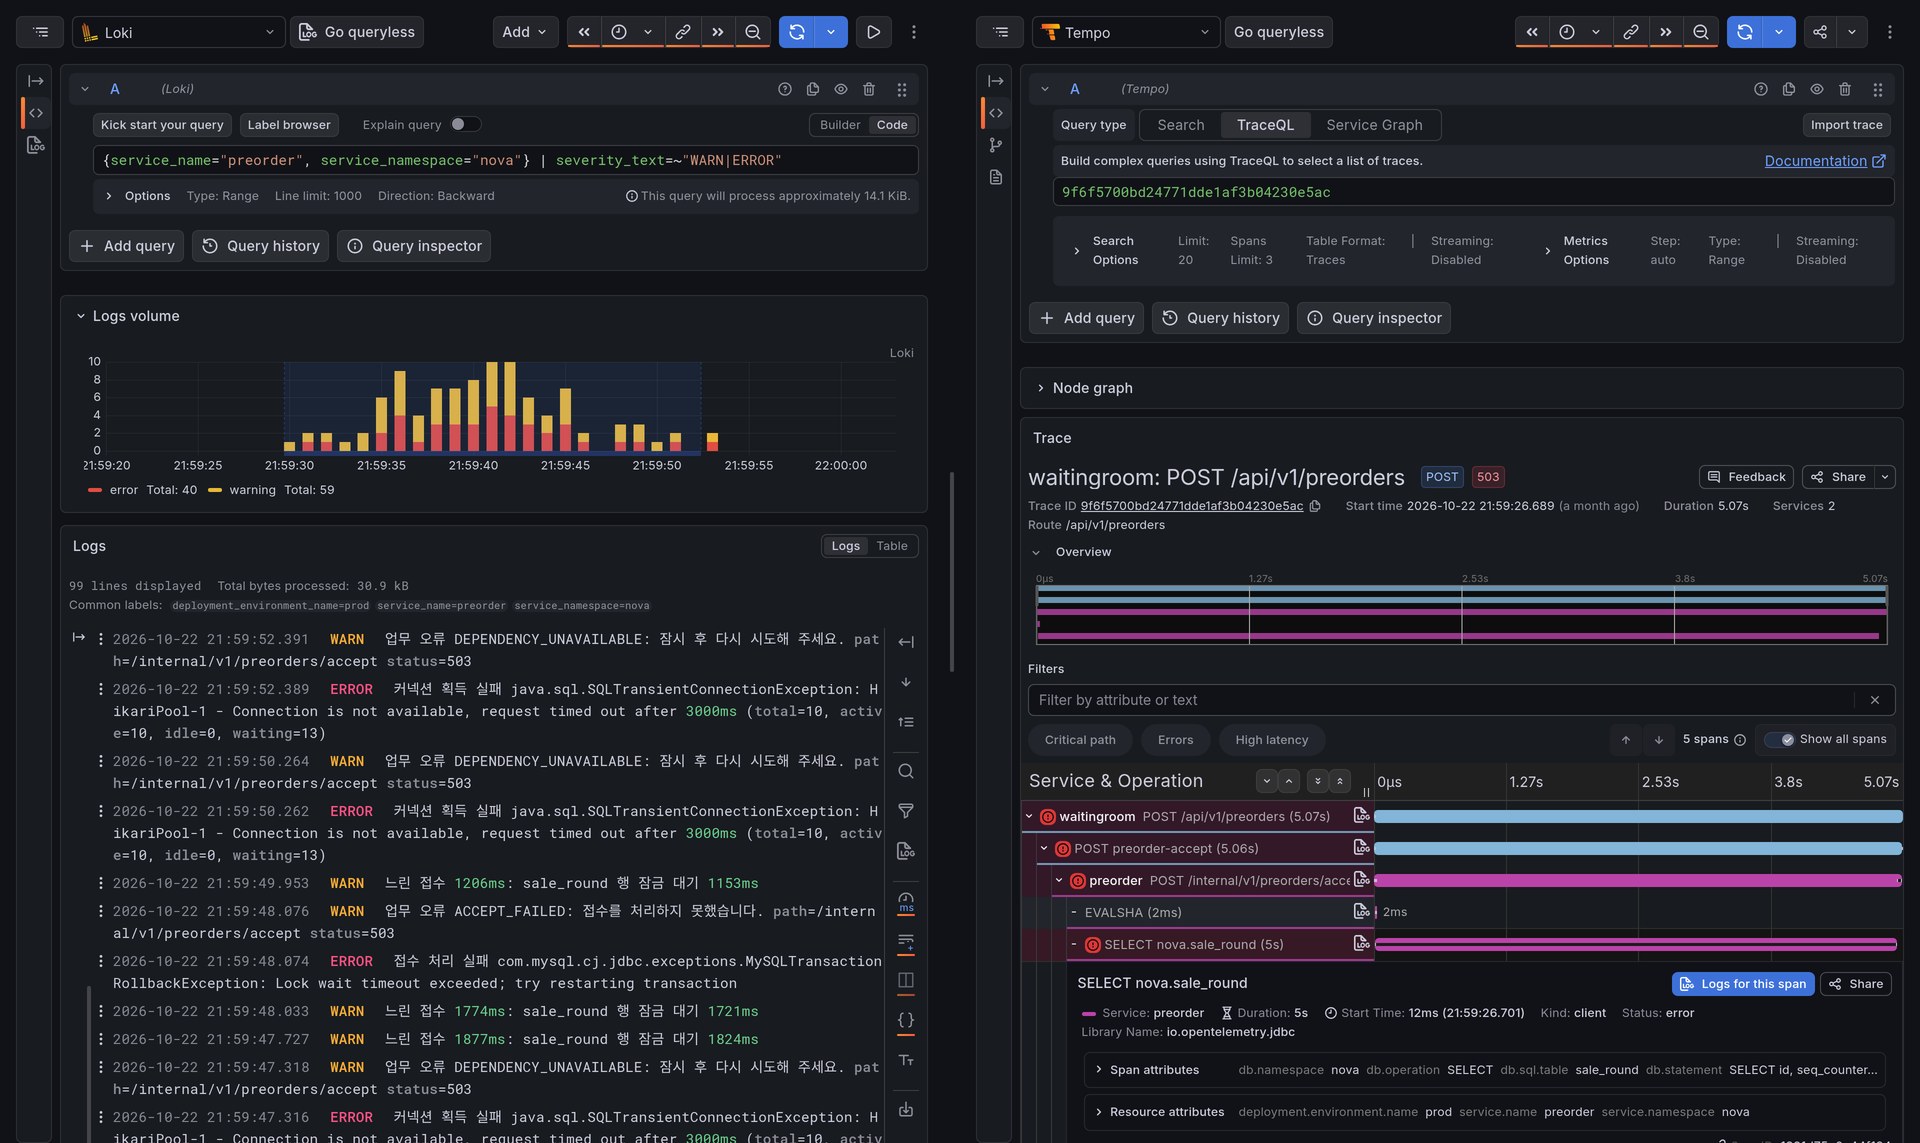 Loki
Go queryless
Add
A (Loki)
Kick start your query
Label browser
Explain query
Builder
Code
{service_name="preorder", service_namespace="nova"} | severity_text=~"WARN|ERROR"
Options Type: Range Line limit: 1000 Direction: Backward This query will process approximately 14.1 KiB.
Add query
Query history
Query inspector
Logs volume
Loki
10
8
6
4
2
0
21:59:20 21:59:25 21:59:30 21:59:35 21:59:40 21:59:45 21:59:50 21:59:55 22:00:00
error Total: 40 warning Total: 59
Logs
Logs
Table
99 lines displayed Total bytes processed: 30.9 kB
Common labels: deployment_environment_name=prod service_name=preorder service_namespace=nova
2026-10-22 21:59:52.391 WARN 업무 오류 DEPENDENCY_UNAVAILABLE: 잠시 후 다시 시도해 주세요. pat
h=/internal/v1/preorders/accept status=503
2026-10-22 21:59:52.389 ERROR 커넥션 획득 실패 java.sql.SQLTransientConnectionException: H
ikariPool-1 - Connection is not available, request timed out after 3000ms (total=10, activ
e=10, idle=0, waiting=13)
2026-10-22 21:59:50.264 WARN 업무 오류 DEPENDENCY_UNAVAILABLE: 잠시 후 다시 시도해 주세요. pat
h=/internal/v1/preorders/accept status=503
2026-10-22 21:59:50.262 ERROR 커넥션 획득 실패 java.sql.SQLTransientConnectionException: H
ikariPool-1 - Connection is not available, request timed out after 3000ms (total=10, activ
e=10, idle=0, waiting=13)
2026-10-22 21:59:49.953 WARN 느린 접수 1206ms: sale_round 행 잠금 대기 1153ms
2026-10-22 21:59:48.076 WARN 업무 오류 ACCEPT_FAILED: 접수를 처리하지 못했습니다. path=/intern
al/v1/preorders/accept status=503
2026-10-22 21:59:48.074 ERROR 접수 처리 실패 com.mysql.cj.jdbc.exceptions.MySQLTransaction
RollbackException: Lock wait timeout exceeded; try restarting transaction
2026-10-22 21:59:48.033 WARN 느린 접수 1774ms: sale_round 행 잠금 대기 1721ms
2026-10-22 21:59:47.727 WARN 느린 접수 1877ms: sale_round 행 잠금 대기 1824ms
2026-10-22 21:59:47.318 WARN 업무 오류 DEPENDENCY_UNAVAILABLE: 잠시 후 다시 시도해 주세요. pat
h=/internal/v1/preorders/accept status=503
2026-10-22 21:59:47.316 ERROR 커넥션 획득 실패 java.sql.SQLTransientConnectionException: H
ikariPool-1 - Connection is not available, request timed out after 3000ms (total=10, activ
Tempo
Go queryless
A (Tempo)
Query type
Search
TraceQL
Service Graph
Import trace
Build complex queries using TraceQL to select a list of traces.
Documentation
9f6f5700bd24771dde1af3b04230e5ac
Search Options
Limit: 20
Spans Limit: 3
Table Format: Traces
Streaming: Disabled
Metrics Options
Step: auto
Type: Range
Streaming: Disabled
Add query
Query history
Query inspector
Node graph
Trace
waitingroom: POST /api/v1/preorders POST 503
Feedback
Share
Trace ID 9f6f5700bd24771dde1af3b04230e5ac Start time 2026-10-22 21:59:26.689 (a month ago) Duration 5.07s Services 2
Route /api/v1/preorders
Overview
0µs 1.27s 2.53s 3.8s 5.07s
Filters
Filter by attribute or text
Critical path
Errors
High latency
5 spans
Show all spans
Service & Operation 0µs 1.27s 2.53s 3.8s 5.07s
waitingroom POST /api/v1/preorders (5.07s)
POST preorder-accept (5.06s)
preorder POST /internal/v1/preorders/acce
EVALSHA (2ms) 2ms
SELECT nova.sale_round (5s)
SELECT nova.sale_round
Logs for this span
Share
Service: preorder Duration: 5s Start Time: 12ms (21:59:26.701) Kind: client Status: error
Library Name: io.opentelemetry.jdbc
Span attributes db.namespace nova db.operation SELECT db.sql.table sale_round db.statement SELECT id, seq_counter...
Resource attributes deployment.environment.name prod service.name preorder service.namespace nova